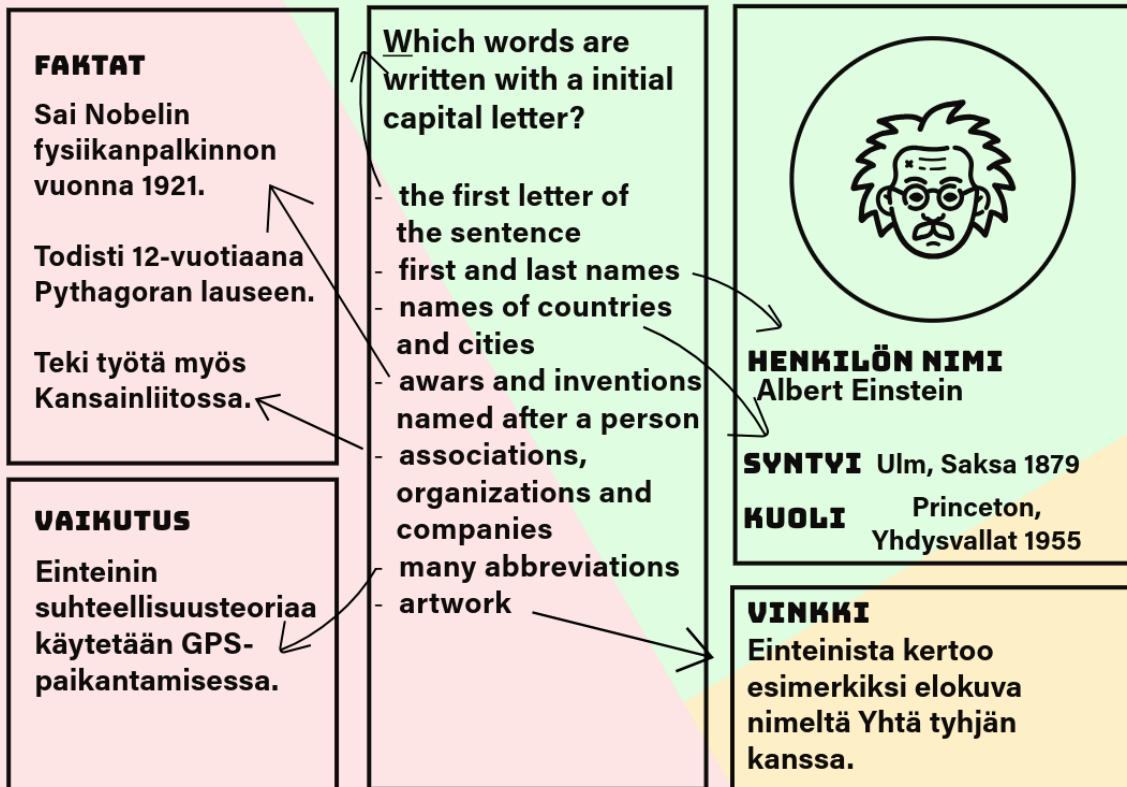 FAKTAT
Sai Nobelin
fysiikanpalkinnon
vuonna 1921.
Todisti 12-vuotiaana
Pythagoran lauseen.
Teki työtä myös
Kansainliitossa.
VAIKUTUS
Einteinin
suhteellisuusteoriaa
käytetään GPS-
paikantamisessa.
Which words are
written with a initial
capital letter?
- the first letter of
the sentence
- first and last names
- names of countries
and cities
- awars and inventions
named after a person
- associations,
organizations and
companies
- many abbreviations
- artwork
HENKILÖN NIMI
Albert Einstein
SYNTYI Ulm, Saksa 1879
KUOLI Princeton,
Yhdysvallat 1955
VINKKI
Einteinista kertoo
esimerkiksi elokuva
nimeltä Yhtä tyhjän
kanssa.